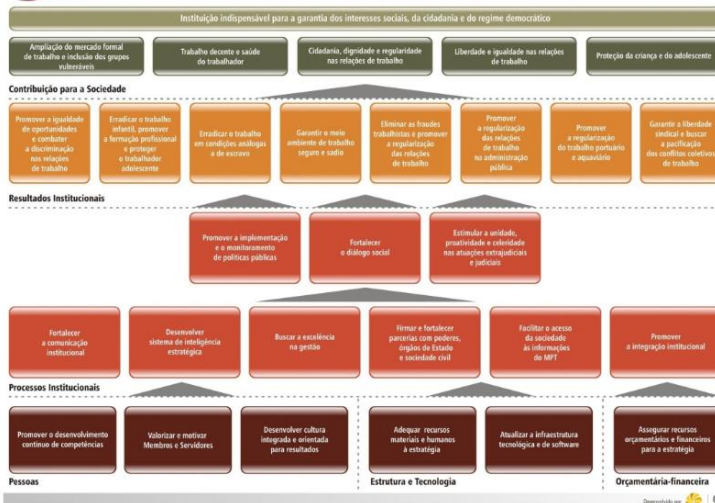 Instituição indispensável para a garantia dos interesses sociais, da cidadania e do regime democrático
Ampliação do mercado formal
de trabalho e inclusão dos grupos
vulneráveis
Trabalho decente e saúde
do trabalhador
Cidadania, dignidade e regularidade
nas relações de trabalho
Liberdade e igualdade nas relações
de trabalho
Proteção da criança e do adolescente
Contribuição para a Sociedade
Promover a igualdade
de oportunidades
e combater
a discriminação
nas relações
de trabalho
Erradicar o trabalho
infantil, promover
a formação profissional
e proteger
o trabalhador
adolescente
Erradicar o trabalho
em condições análogas
a de escravo
Garantir o meio
ambiente de trabalho
seguro e sadio
Eliminar as fraudes
trabalhistas e promover
a regularização
das relações
de trabalho
Promover
a regularização
das relações
de trabalho
na administração
pública
Promover
a regularização
do trabalho portuário
e aquaviário
Garantir a liberdade
sindical e buscar
a pacificação
dos conflitos coletivos
de trabalho
Resultados Institucionais
Promover a implementação
e o monitoramento
de políticas públicas
Fortalecer
o diálogo social
Estimular a unidade,
proatividade e celeridade
nas atuações extrajudiciais
e judiciais
Fortalecer
a comunicação
institucional
Desenvolver
sistema de inteligência
estratégica
Buscar a excelência
na gestão
Firmar e fortalecer
parcerias com poderes,
órgãos de Estado
e sociedade civil
Facilitar o acesso
da sociedade
às informações
do MPT
Promover
a integração institucional
Processos Institucionais
Promover o desenvolvimento
contínuo de competências
Valorizar e motivar
Membros e Servidores
Desenvolver cultura
integrada e orientada
para resultados
Adequar recursos
materiais e humanos
à estratégia
Atualizar a infraestrutura
tecnológica e de software
Assegurar recursos
orçamentários e financeiros
para a estratégia
Pessoas
Estrutura e Tecnologia
Orçamentária-financeira
Desenvolvido por